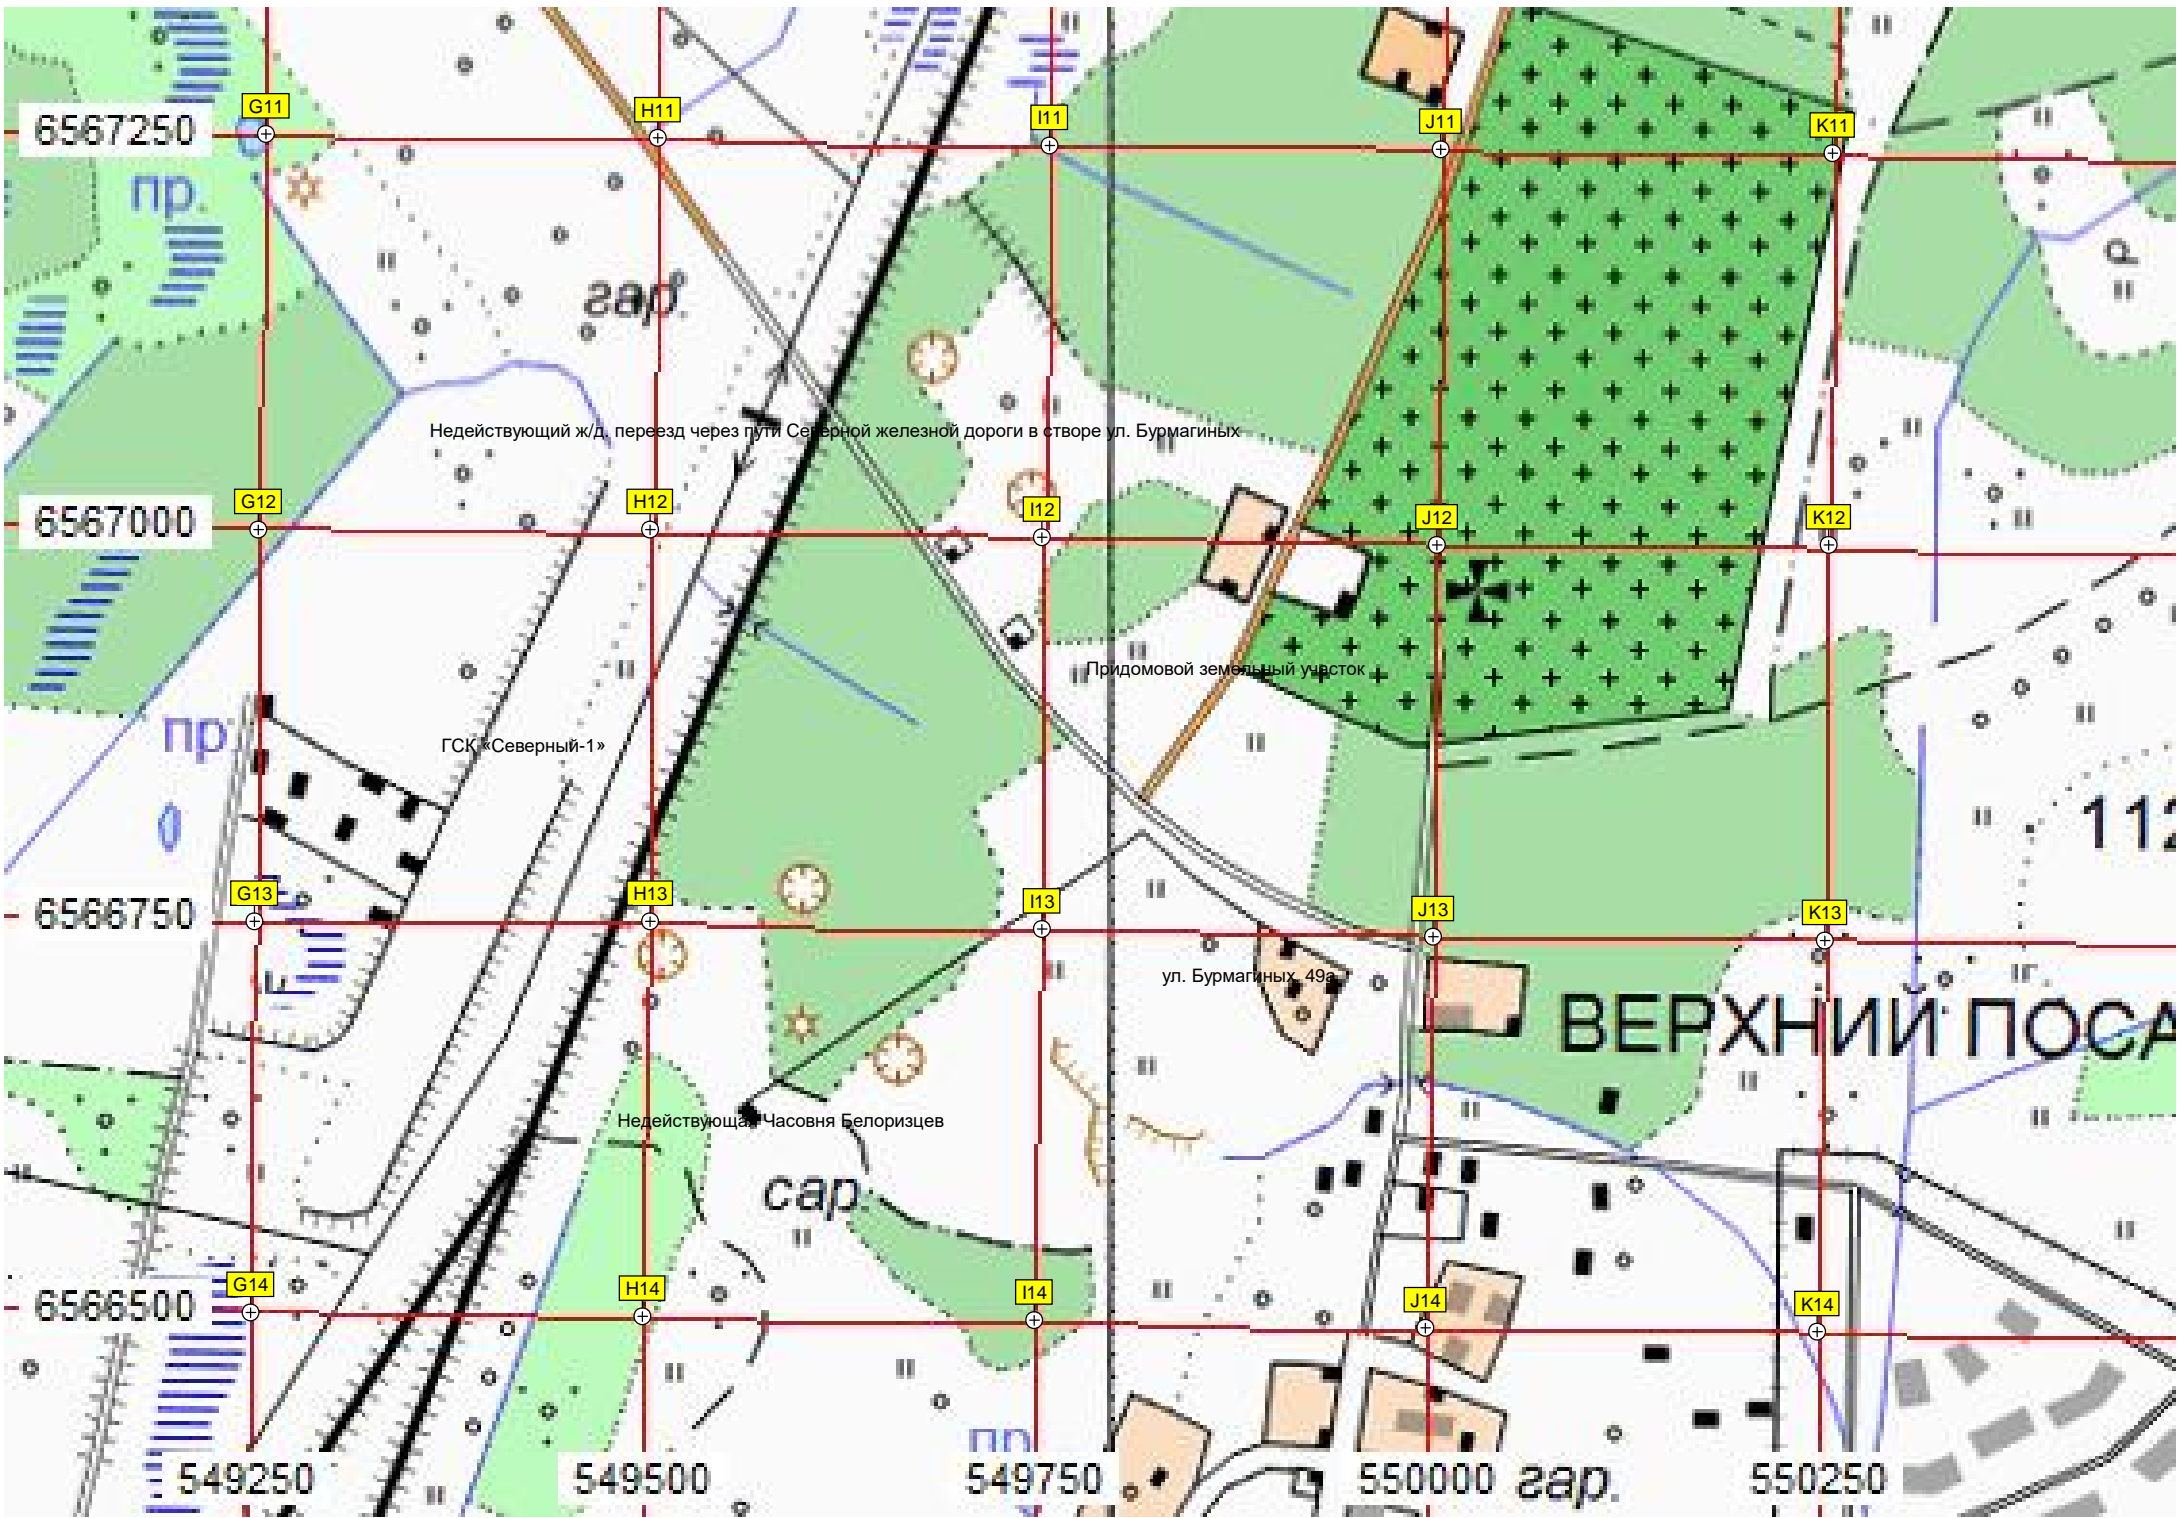 G11
H11
I11
J11
K11
6567250
пр.
гар.
р
Недействующий ж/д. переезд через пути Северной железной дороги в створе ул. Бурмагиных
G12
H12
I12
J12
K12
6567000
Придомовой земельный участок
пр.
ГСК «Северный-1»
112
G13
H13
I13
J13
K13
6566750
ул. Бурмагиных, 49а
ВЕРХНИЙ ПОСА
Недействующая Часовня Белоризцев
сар.
G14
H14
I14
J14
K14
6566500
пр.
549250
549500
549750
550000
гар.
550250